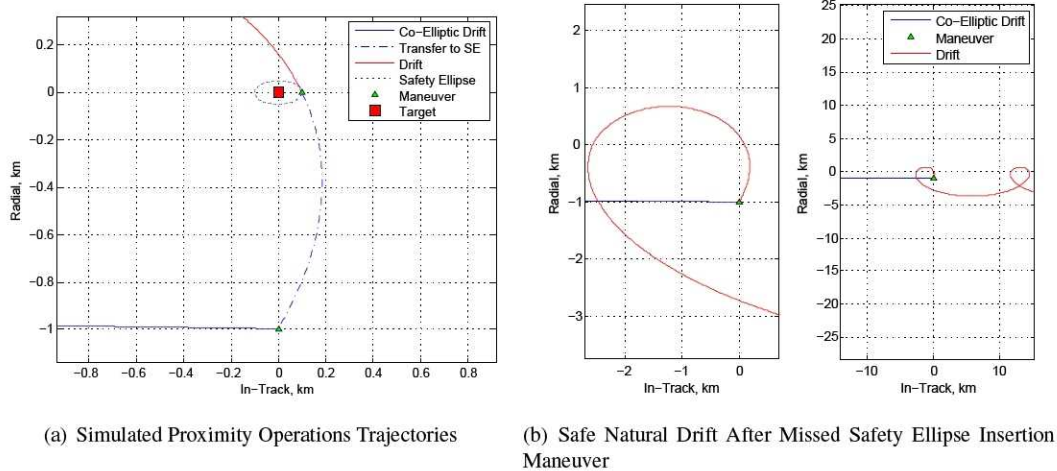 0.2
0
−0.2
−0.4
−0.6
−0.8
−1
Radial, km
−0.8
−0.6
−0.4
−0.2
0
0.2
0.4
0.6
0.8
In−Track, km
Co−Elliptic Drift
Transfer to SE
Drift
Safety Ellipse
Maneuver
Target
2
1
0
−1
−2
−3
Radial, km
−2
−1
0
In−Track, km
25
20
15
10
5
0
−5
−10
−15
−20
−25
Radial, km
−10
0
10
In−Track, km
Co−Elliptic Drift
Maneuver
Drift
(a) Simulated Proximity Operations Trajectories
(b) Safe Natural Drift After Missed Safety Ellipse Insertion
Maneuver